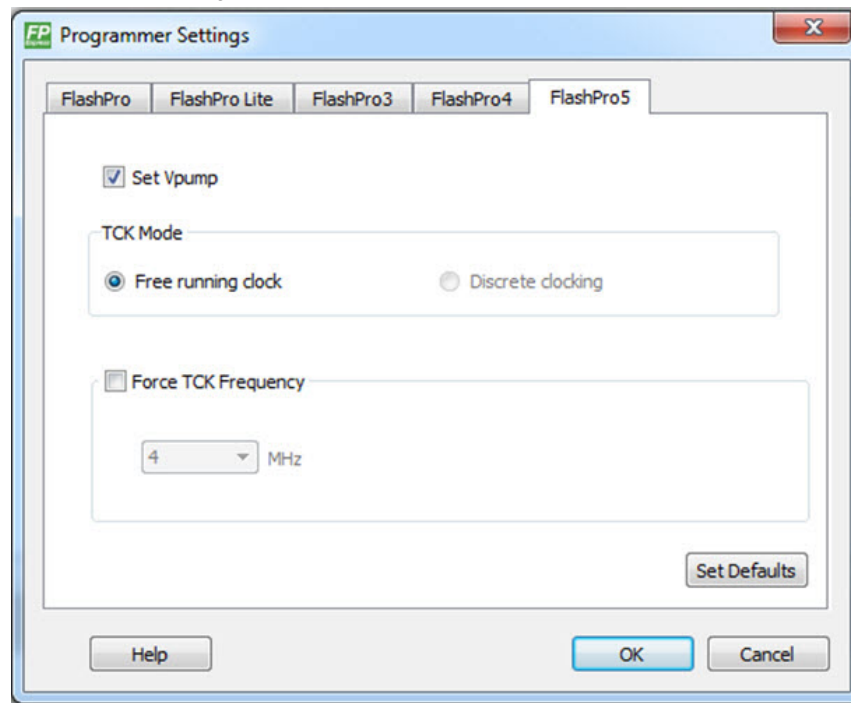 FP Programmer Settings
Express
FlashPro FlashPro Lite FlashPro3 FlashPro4 FlashPro5
Set Vpump
TCK Mode
Free running clock Discrete clocking
Force TCK Frequency
4 MHz
Set Defaults
Help OK Cancel